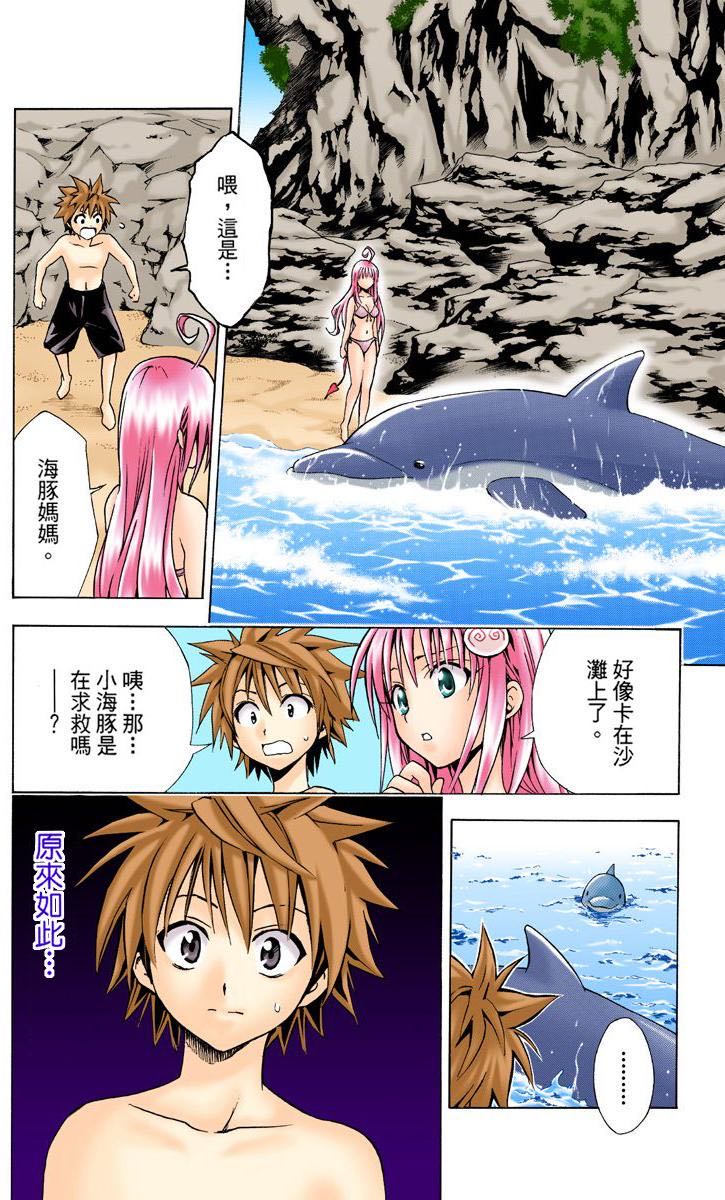 喂，這是…
海豚媽媽。
好像卡在沙
灘上了。
咦…那…
小海豚是
在求救嗎
——？
………
原來如此…